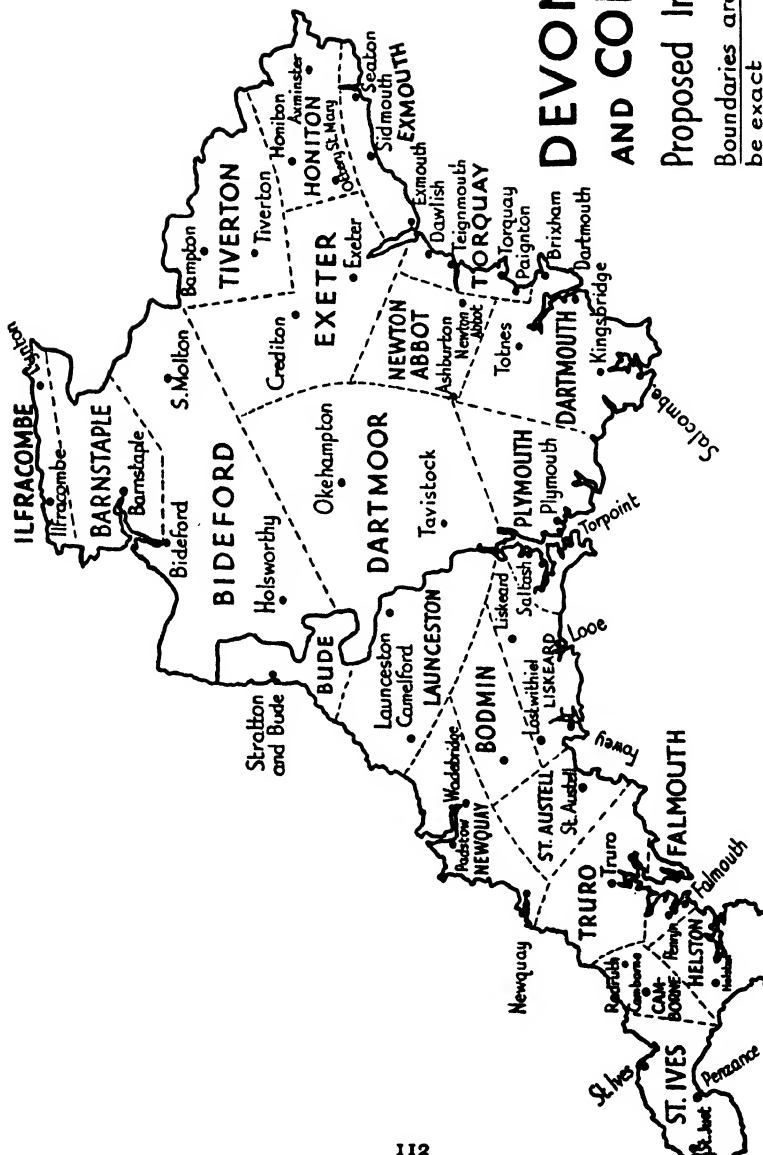 ILFRACOMBE
Lynton
Ilfracombe
BARNSTAPLE
Barnstaple
Bideford
S. Molton
BIDEFORD
Holsworthy
Bampton
TIVERTON
Tiverton
Honiton
Axminster
HONITON
Ottery St. Mary
Seaton
Sidmouth
EXMOUTH
Exmouth
Crediton
EXETER
Exeter
Dawlish
Teignmouth
TORQUAY
Torquay
Paignton
Brixham
Dartmouth
Kingsbridge
NEWTON
ABBOT
Ashburton
Newton
Abbot
Totnes
DARTMOUTH
Salcombe
Okehampton
DARTMOOR
Tavistock
PLYMOUTH
Plymouth
Torpoint
Stratton
and Bude
BUDE
Launceston
Camelford
LAUNCESTON
Liskeard
Saltash
Looe
BODMIN
Lostwithiel
LISKEARD
Fowey
Wadebridge
Padstow
NEWQUAY
ST. AUSTELL
St. Austell
Newquay
TRURO
Truro
FALMOUTH
Falmouth
Penryn
Redruth
Camborne
CAM-
BORNE
HELSTON
St. Ives
ST. IVES
Penzance
St. Just
DEVON
AND CO
Proposed
Boundaries
be exact
112